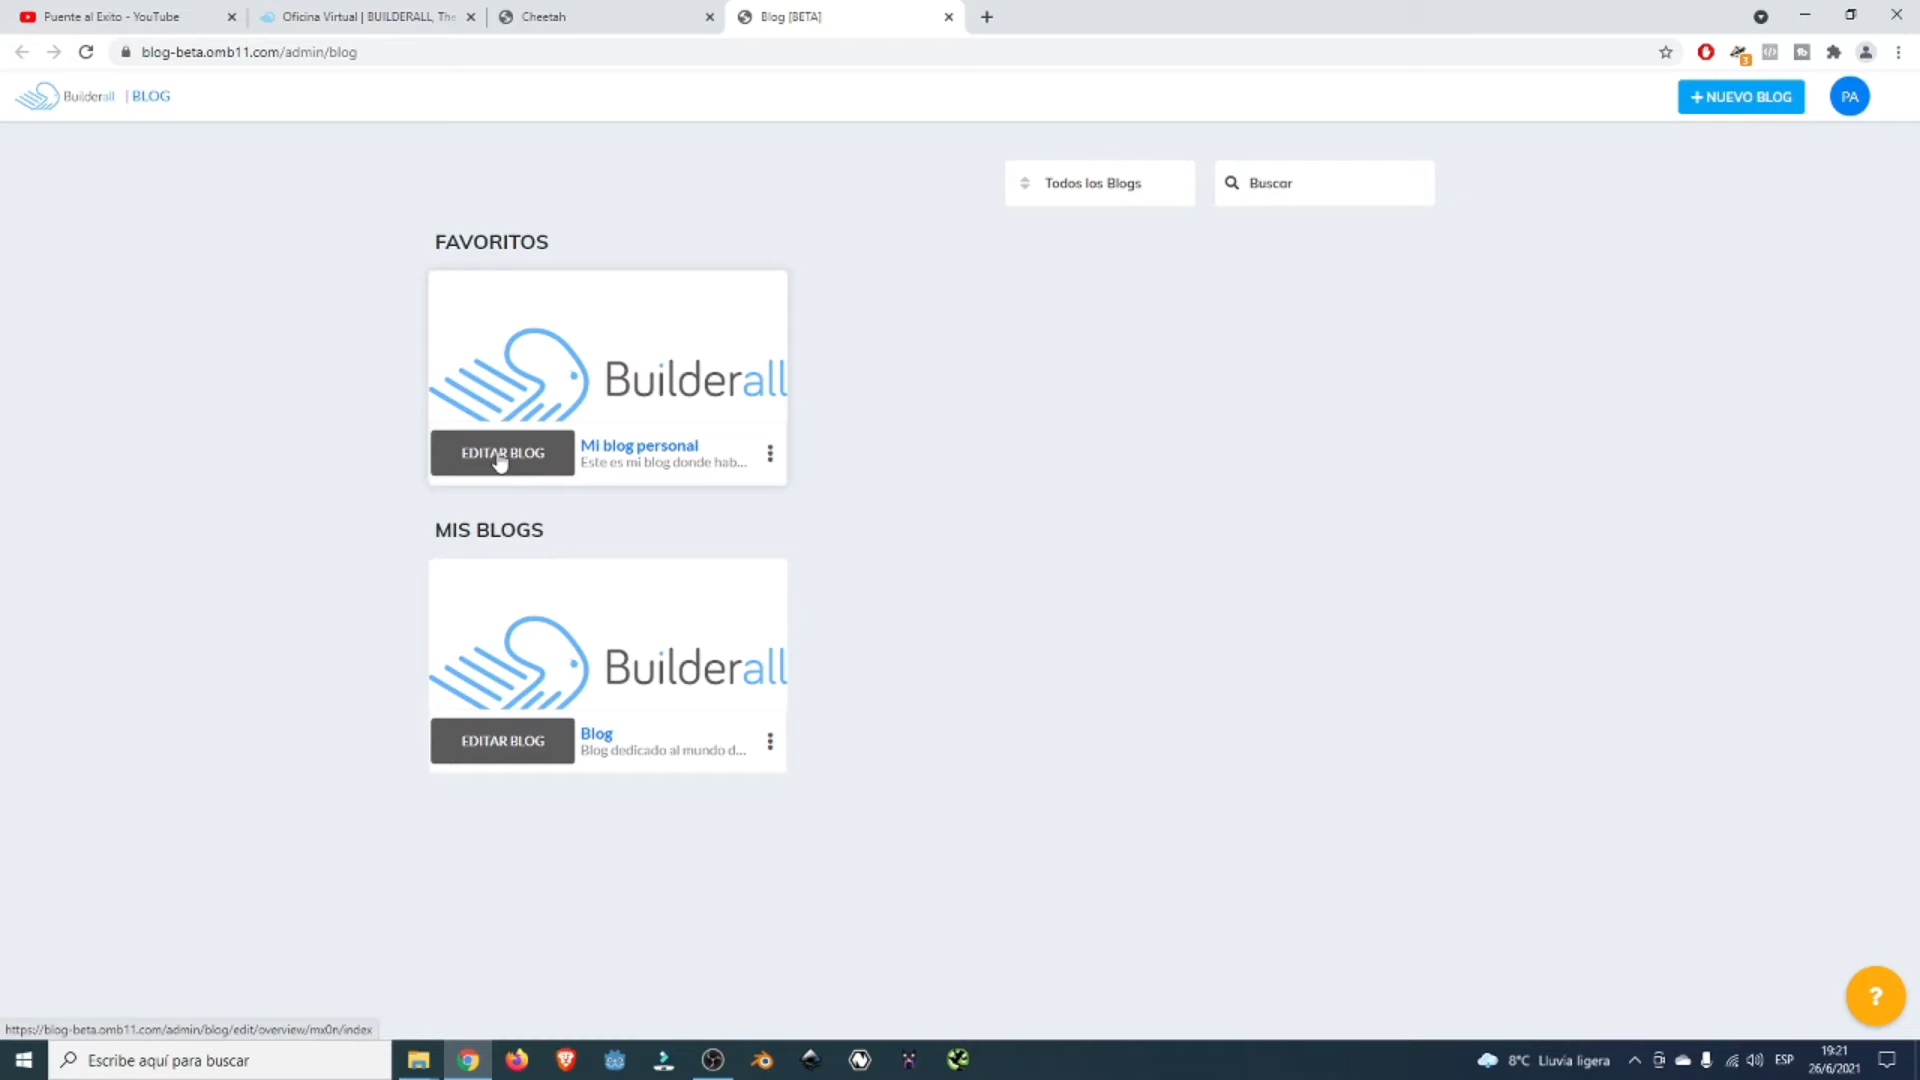 Puente al Exito - YouTube
Oficina Virtual | BUILDERALL, The
Cheetah
Blog [BETA]
blog-beta.omb11.com/admin/blog
3
Builderall | BLOG
+ NUEVO BLOG
PA
Todos los Blogs
Buscar
FAVORITOS
Builderall
EDITAR BLOG
Mi blog personal
Este es mi blog donde hab...
MIS BLOGS
Builderall
EDITAR BLOG
Blog
Blog dedicado al mundo d...
?
https://blog-beta.omb11.com/admin/blog/edit/overview/mx0n/index
Escribe aquí para buscar
8°C Lluvia ligera
ESP
19:21
26/6/2021